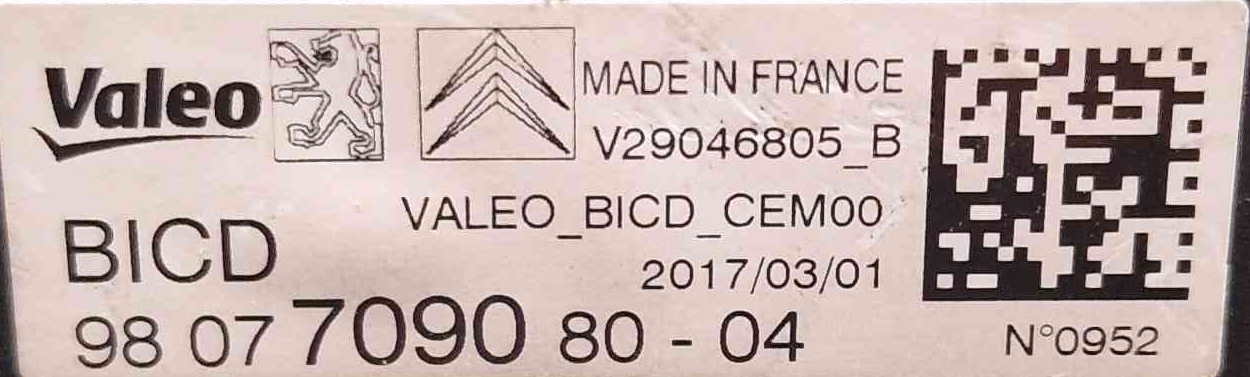 Valeo
MADE IN FRANCE
V29046805_B
VALEO_BICD_CEM00
BICD
2017/03/01
98 07 7090 80 - 04
N°0952